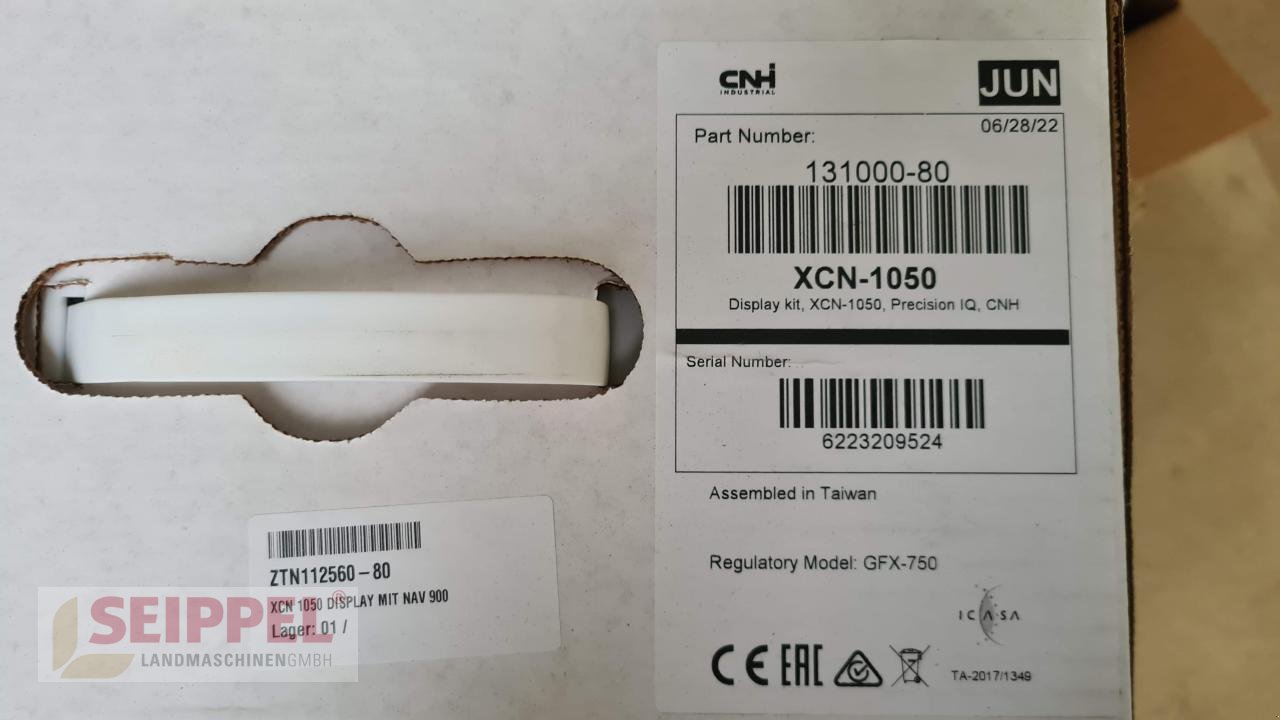 CNH
INDUSTRIAL
JUN
06/28/22
Part Number:
131000-80
XCN-1050
Display kit, XCN-1050, Precision IQ, CNH
Serial Number:
6223209524
Assembled in Taiwan
Regulatory Model: GFX-750
ICASA
CE EAC
TA-2017/1349
ZTN112560-80
XCN 1050 DISPLAY MIT NAV 900
Lager: 01 /
SEIPPEL®
LANDMASCHINENGMBH